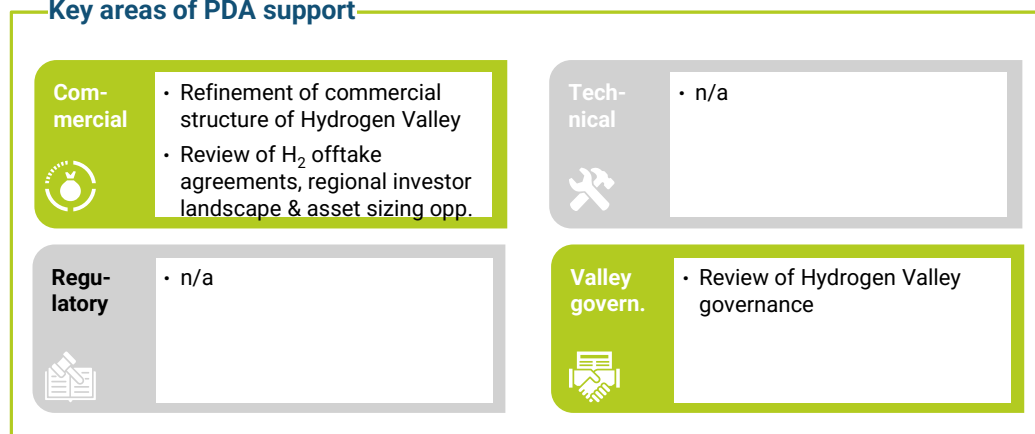 Key areas of PDA support
Com-
mercial
• Refinement of commercial
structure of Hydrogen Valley
• Review of H₂ offtake
agreements, regional investor
landscape & asset sizing opp.
Tech-
nical
• n/a
Regu-
latory
• n/a
Valley
govern.
• Review of Hydrogen Valley
governance